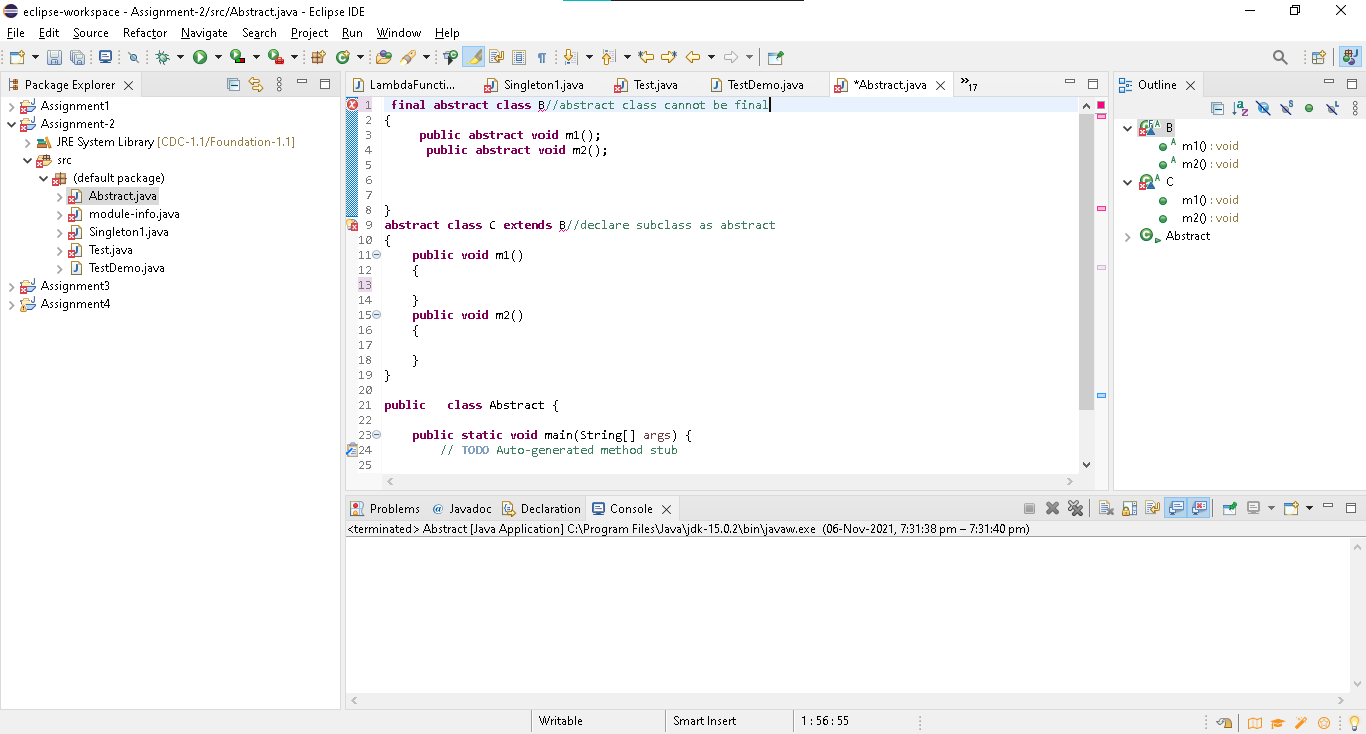 eclipse-workspace - Assignment-2/src/Abstract.java - Eclipse IDE
File Edit Source Refactor Navigate Search Project Run Window Help
Package Explorer
Assignment1
Assignment-2
JRE System Library [CDC-1.1/Foundation-1.1]
src
(default package)
Abstract.java
module-info.java
Singleton1.java
Test.java
TestDemo.java
Assignment3
Assignment4
LambdaFuncti... Singleton1.java Test.java TestDemo.java *Abstract.java »17
1 final abstract class B//abstract class cannot be final
2 {
3 public abstract void m1();
4 public abstract void m2();
5
6
7
8 }
9 abstract class C extends B//declare subclass as abstract
10 {
11 public void m1()
12 {
13
14 }
15 public void m2()
16 {
17
18 }
19 }
20
21 public class Abstract {
22
23 public static void main(String[] args) {
24 // TODO Auto-generated method stub
25
Outline
B
m1() : void
m2() : void
C
m1() : void
m2() : void
Abstract
Problems @ Javadoc Declaration Console
<terminated> Abstract [Java Application] C:\Program Files\Java\jdk-15.0.2\bin\javaw.exe (06-Nov-2021, 7:31:38 pm – 7:31:40 pm)
Writable Smart Insert 1 : 56 : 55